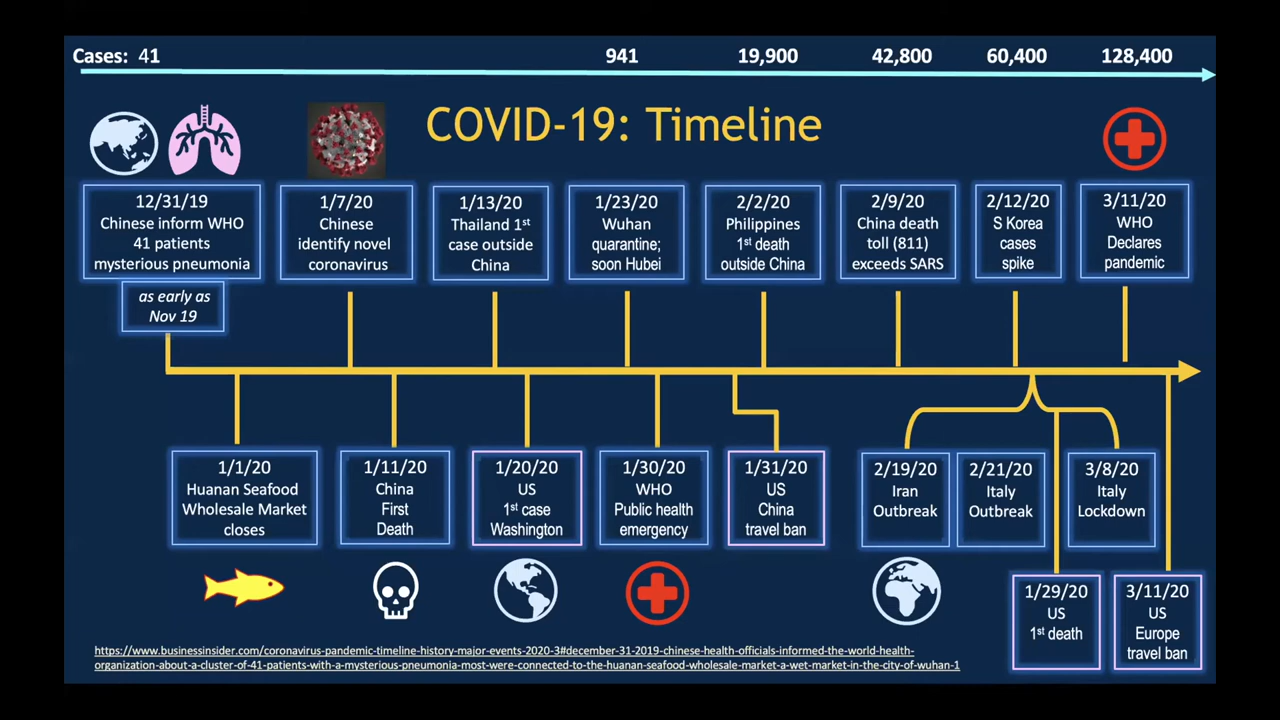 Cases: 41 941 19,900 42,800 60,400 128,400
COVID-19: Timeline
12/31/19
Chinese inform WHO
41 patients
mysterious pneumonia
as early as
Nov 19
1/7/20
Chinese
identify novel
coronavirus
1/13/20
Thailand 1st
case outside
China
1/23/20
Wuhan
quarantine;
soon Hubei
2/2/20
Philippines
1st death
outside China
2/9/20
China death
toll (811)
exceeds SARS
2/12/20
S Korea
cases
spike
3/11/20
WHO
Declares
pandemic
1/1/20
Huanan Seafood
Wholesale Market
closes
1/11/20
China
First
Death
1/20/20
US
1st case
Washington
1/30/20
WHO
Public health
emergency
1/31/20
US
China
travel ban
2/19/20
Iran
Outbreak
2/21/20
Italy
Outbreak
3/8/20
Italy
Lockdown
1/29/20
US
1st death
3/11/20
US
Europe
travel ban
https://www.businessinsider.com/coronavirus-pandemic-timeline-history-major-events-2020-3#december-31-2019-chinese-health-officials-informed-the-world-health-
organization-about-a-cluster-of-41-patients-with-a-mysterious-pneumonia-most-were-connected-to-the-huanan-seafood-wholesale-market-a-wet-market-in-the-city-of-wuhan-1